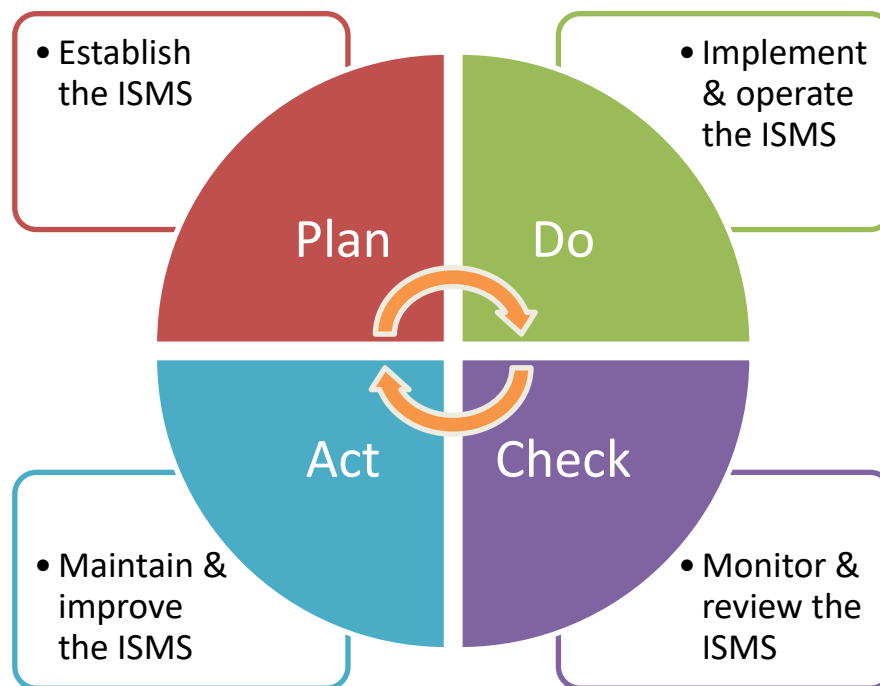 • Establish
the ISMS
• Implement
& operate
the ISMS
Plan
Do
Act
Check
• Maintain &
improve
the ISMS
• Monitor &
review the
ISMS